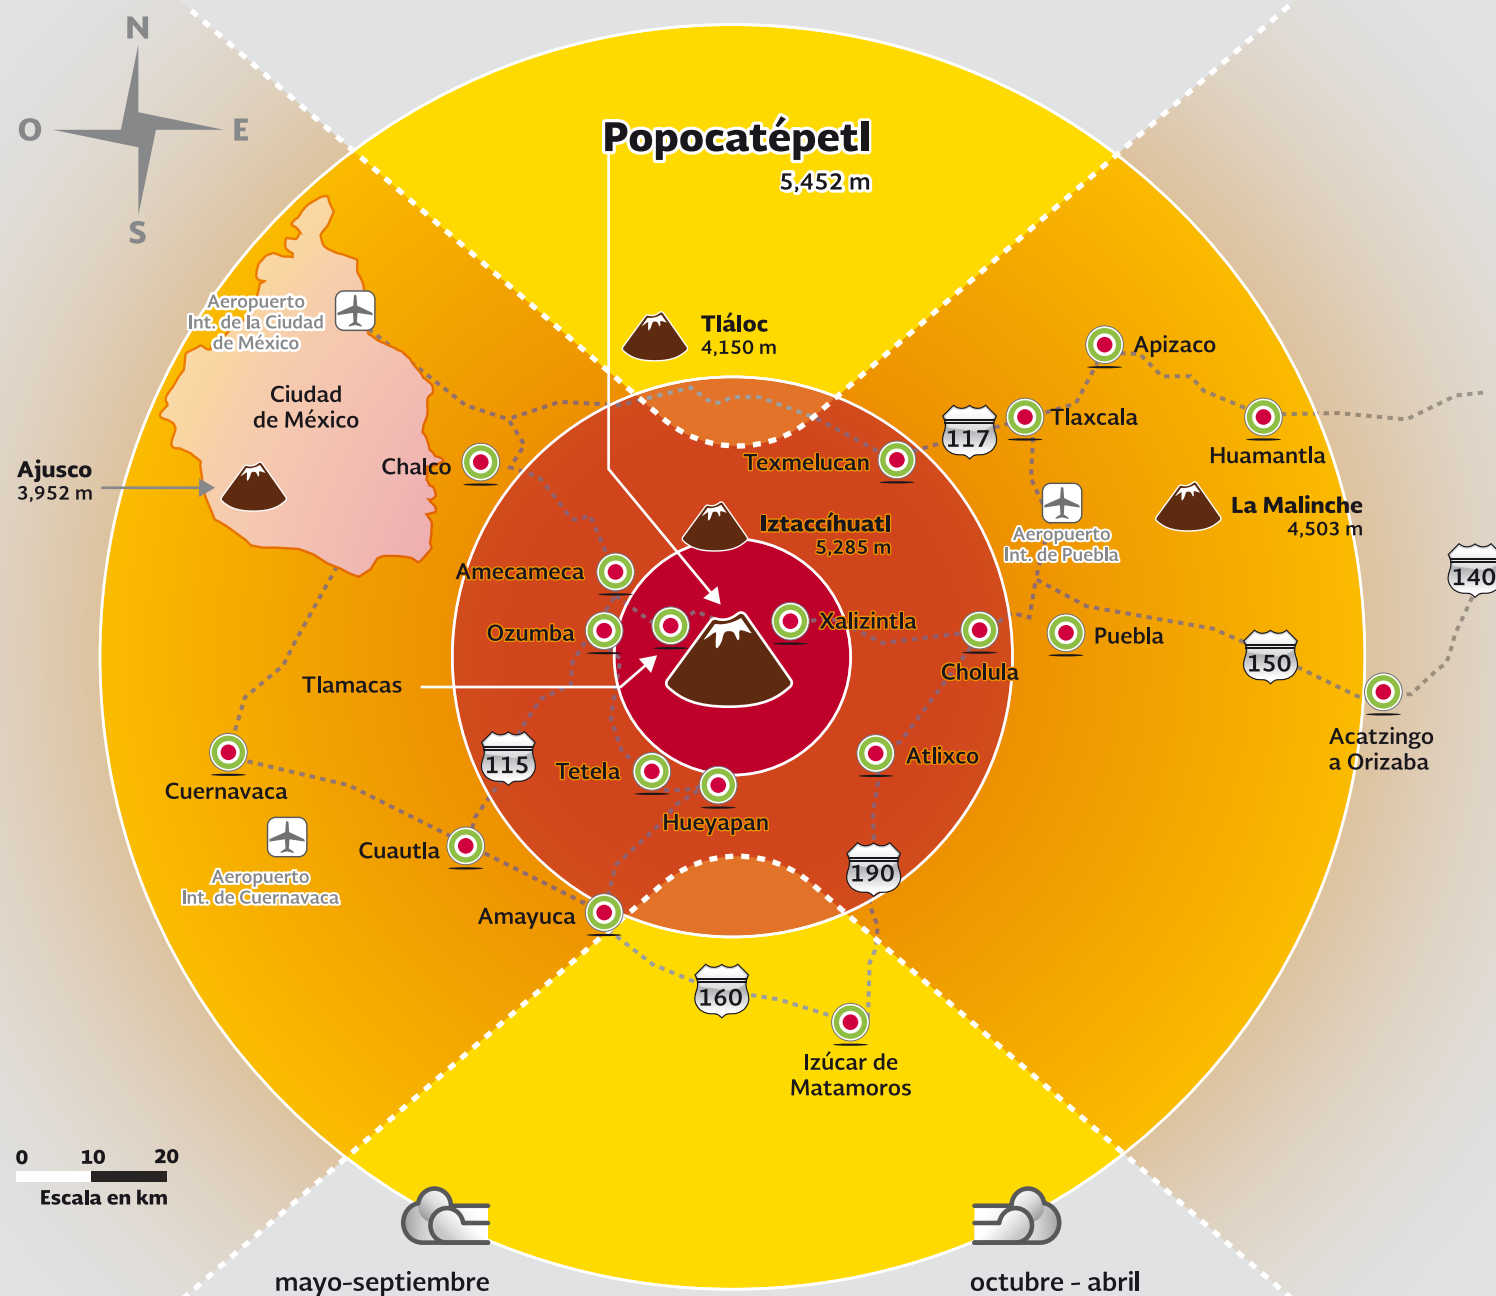 N
O
E
S
Popocatépetl
5,452 m
Aeropuerto
Int. de la Ciudad
de México
Tláloc
4,150 m
Apizaco
Ciudad
de México
117
Tlaxcala
Huamantla
Ajusco
3,952 m
Chalco
Texmelucan
La Malinche
4,503 m
Iztaccíhuatl
5,285 m
Aeropuerto
Int. de Puebla
140
Amecameca
Ozumba
Xalizintla
Puebla
Cholula
150
Tlamacas
Acatzingo
a Orizaba
115
Tetela
Atlixco
Cuernavaca
Hueyapan
Cuautla
190
Aeropuerto
Int. de Cuernavaca
Amayuca
160
Izúcar de
Matamoros
0 10 20
Escala en km
mayo-septiembre
octubre - abril